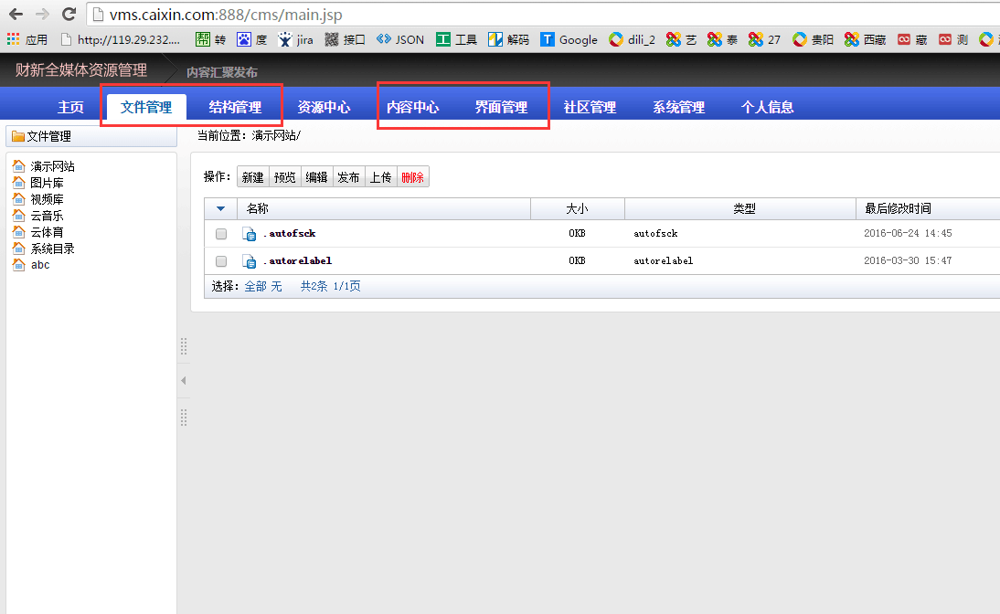 vms.caixin.com:888/cms/main.jsp
应用 http://119.29.232.... 帮 转 度 jira 接口 JSON 工具 解码 T Google dili_2 艺 泰 27 贵阳 西藏 藏 测
财新全媒体资源管理 内容汇聚发布
主页 文件管理 结构管理 资源中心 内容中心 界面管理 社区管理 系统管理 个人信息
文件管理 当前位置：演示网站/
演示网站
图片库
视频库
云音乐
云体育
系统目录
abc
操作： 新建 预览 编辑 发布 上传 删除
名称 大小 类型 最后修改时间
.autofsck 0KB autofsck 2016-06-24 14:45
.autorelabel 0KB autorelabel 2016-03-30 15:47
选择：全部 无 共2条 1/1页